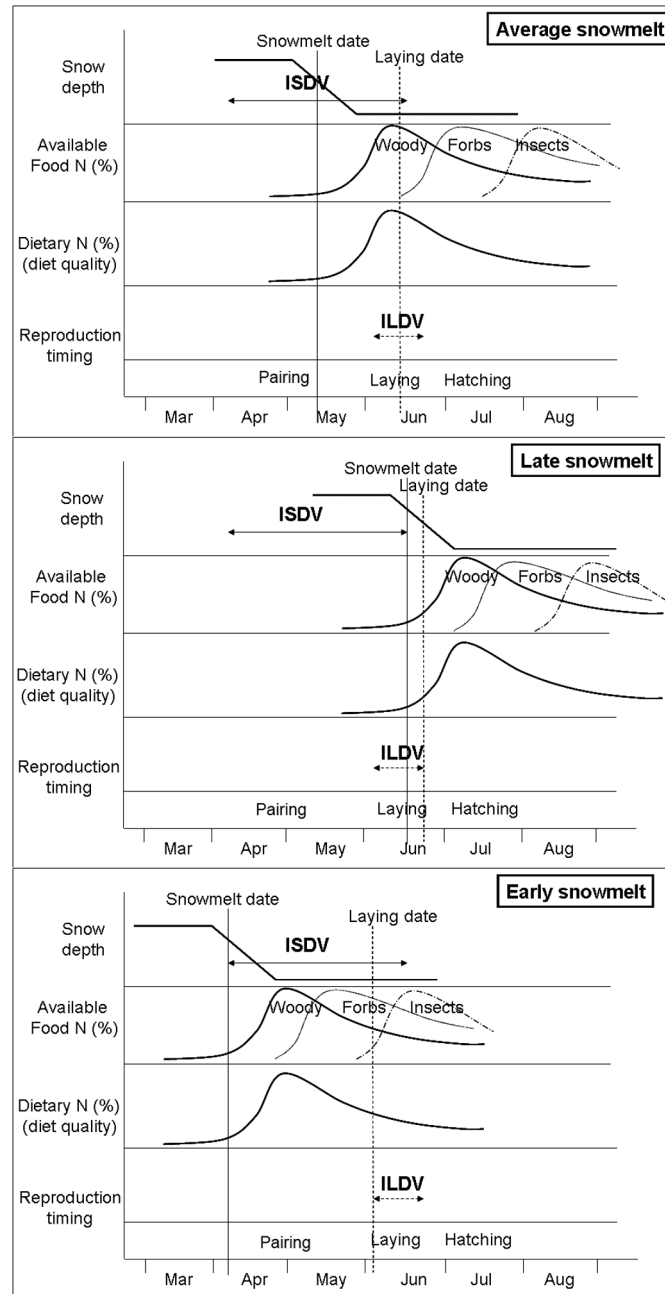 Average snowmelt
Snowmelt date
Laying date
Snow
depth
ISDV
Available
Food N (%)
Woody Forbs Insects
Dietary N (%)
(diet quality)
Reproduction
timing
ILDV
Pairing Laying Hatching
Mar Apr May Jun Jul Aug
Late snowmelt
Snowmelt date
Laying date
Snow
depth
ISDV
Available
Food N (%)
Woody Forbs Insects
Dietary N (%)
(diet quality)
Reproduction
timing
ILDV
Pairing Laying Hatching
Mar Apr May Jun Jul Aug
Early snowmelt
Snowmelt date
Laying date
Snow
depth
ISDV
Available
Food N (%)
Woody Forbs Insects
Dietary N (%)
(diet quality)
Reproduction
timing
ILDV
Pairing Laying Hatching
Mar Apr May Jun Jul Aug